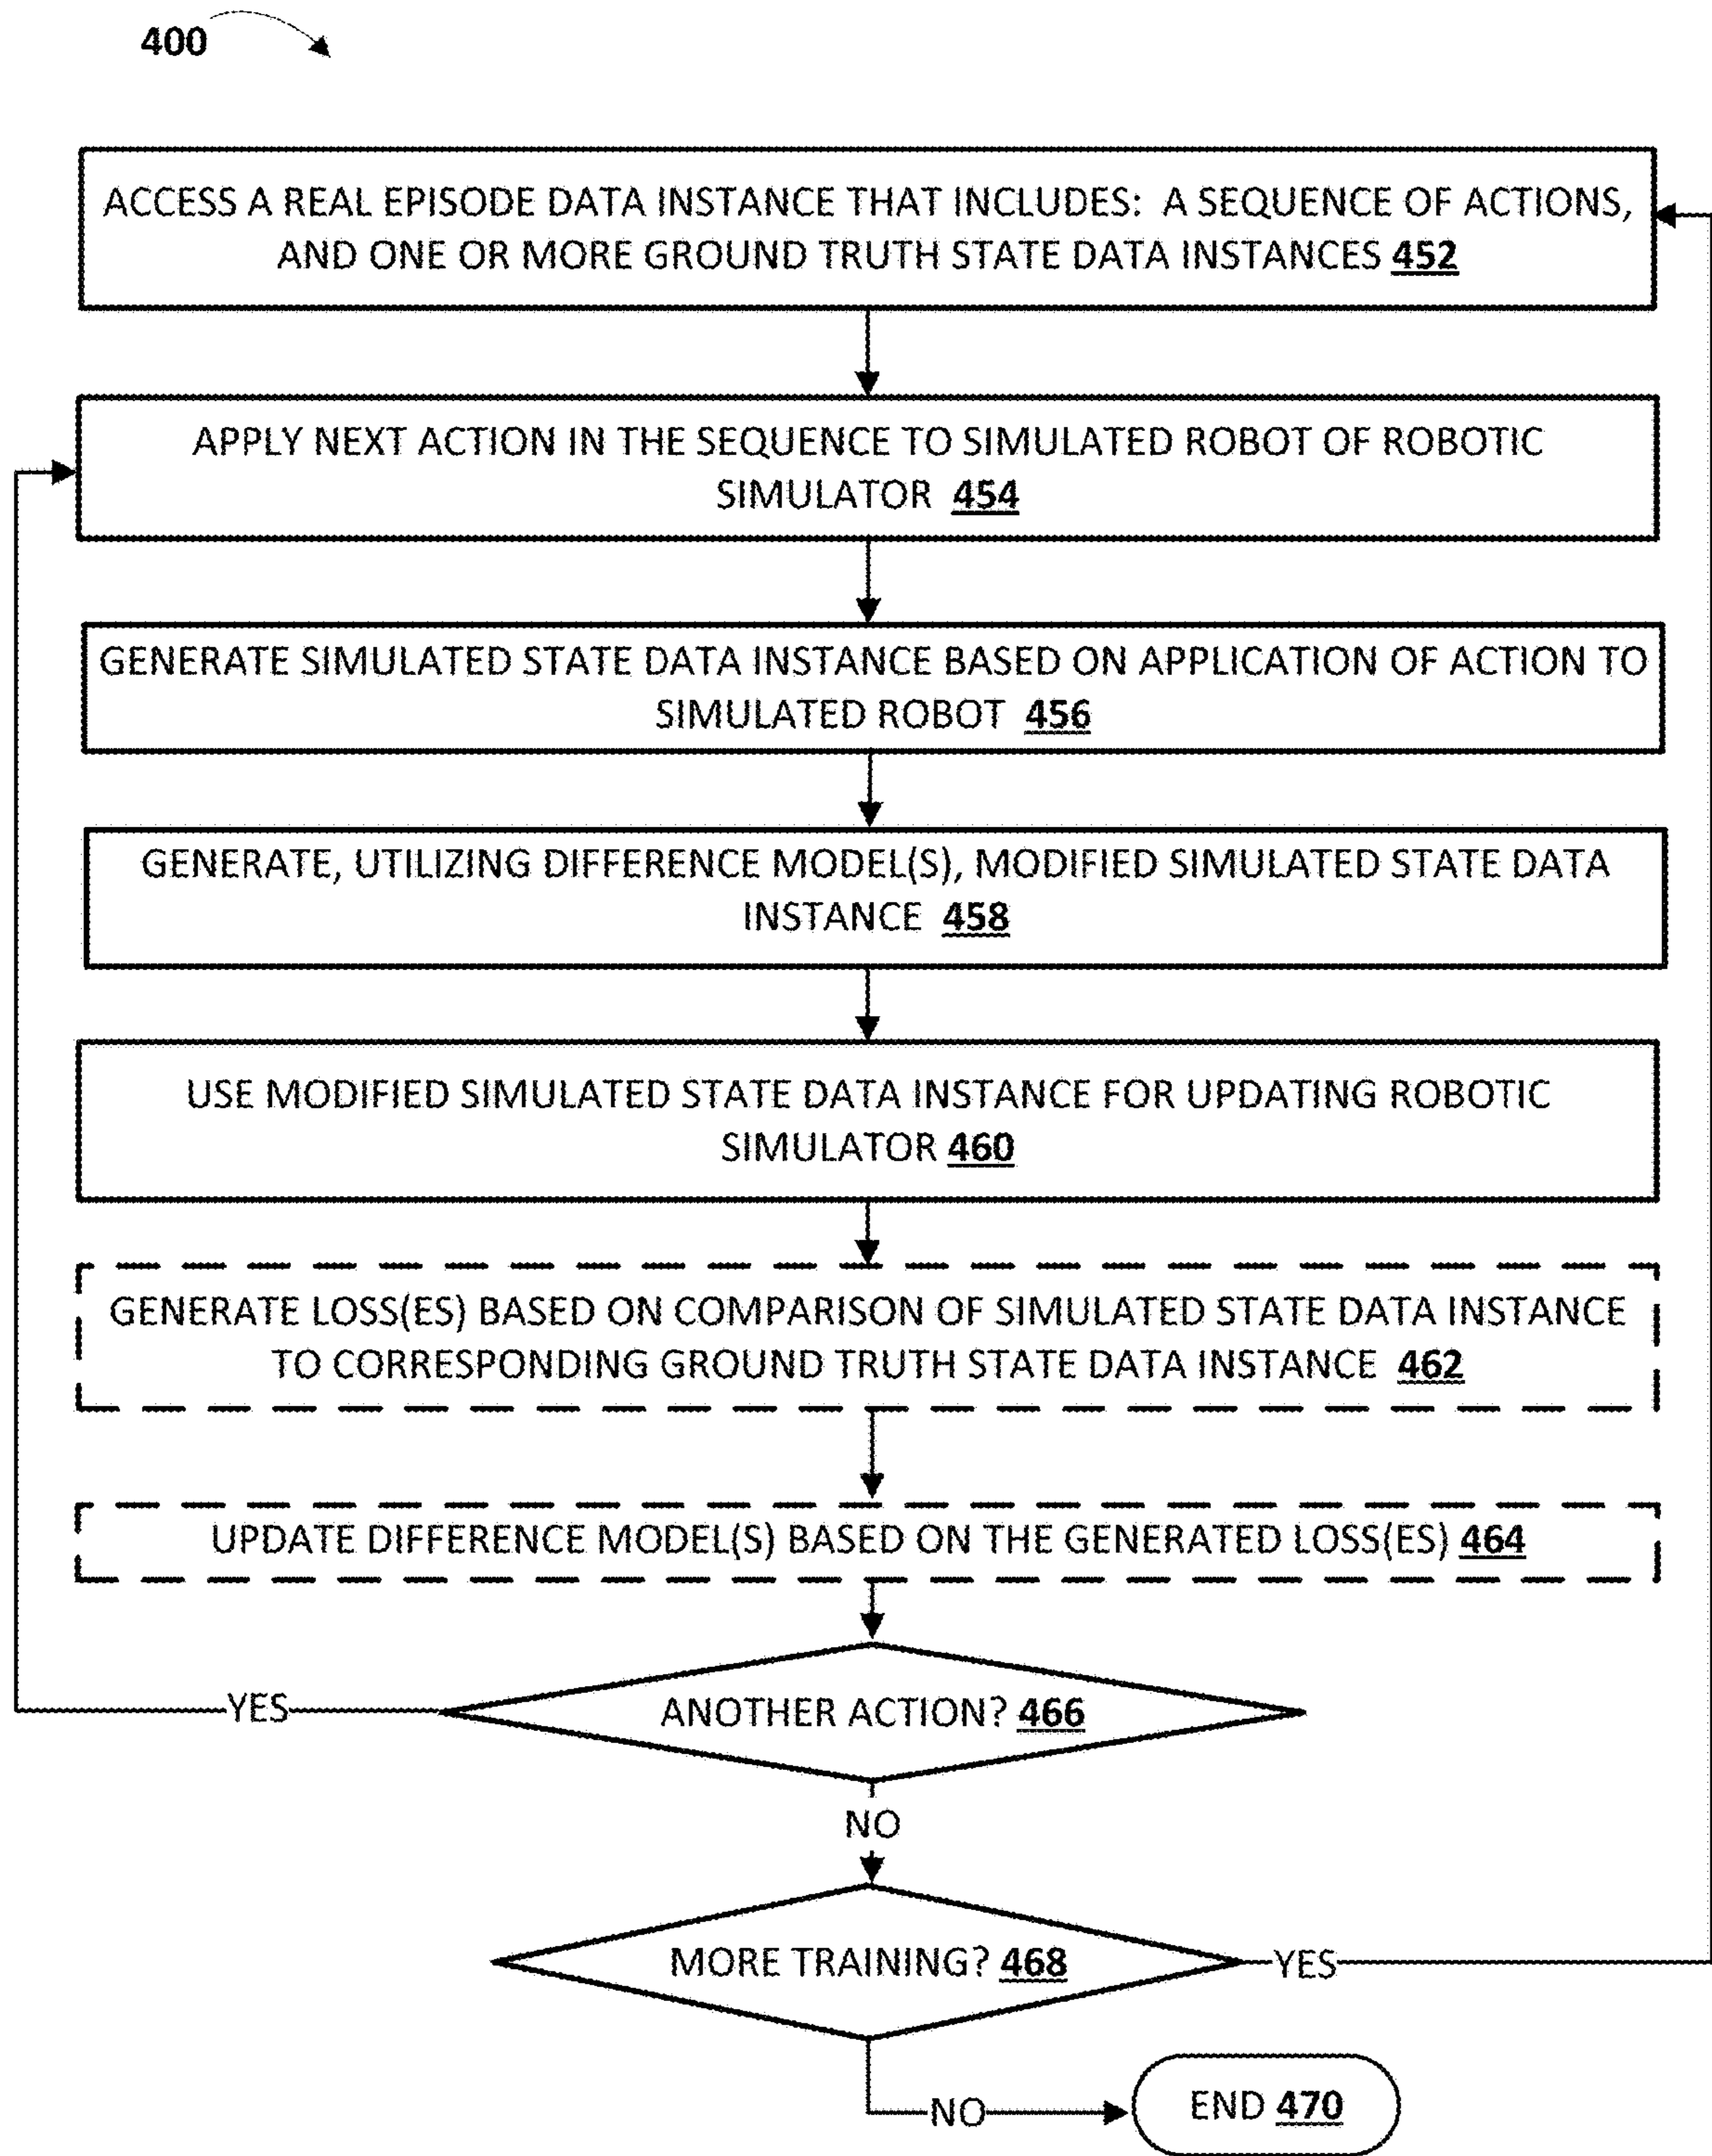 400
ACCESS A REAL EPISODE DATA INSTANCE THAT INCLUDES: A SEQUENCE OF ACTIONS,
AND ONE OR MORE GROUND TRUTH STATE DATA INSTANCES 452
APPLY NEXT ACTION IN THE SEQUENCE TO SIMULATED ROBOT OF ROBOTIC
SIMULATOR 454
GENERATE SIMULATED STATE DATA INSTANCE BASED ON APPLICATION OF ACTION TO
SIMULATED ROBOT 456
GENERATE, UTILIZING DIFFERENCE MODEL(S), MODIFIED SIMULATED STATE DATA
INSTANCE 458
USE MODIFIED SIMULATED STATE DATA INSTANCE FOR UPDATING ROBOTIC
SIMULATOR 460
GENERATE LOSS(ES) BASED ON COMPARISON OF SIMULATED STATE DATA INSTANCE
TO CORRESPONDING GROUND TRUTH STATE DATA INSTANCE 462
UPDATE DIFFERENCE MODEL(S) BASED ON THE GENERATED LOSS(ES) 464
YES
ANOTHER ACTION? 466
NO
MORE TRAINING? 468
YES
NO
END 470